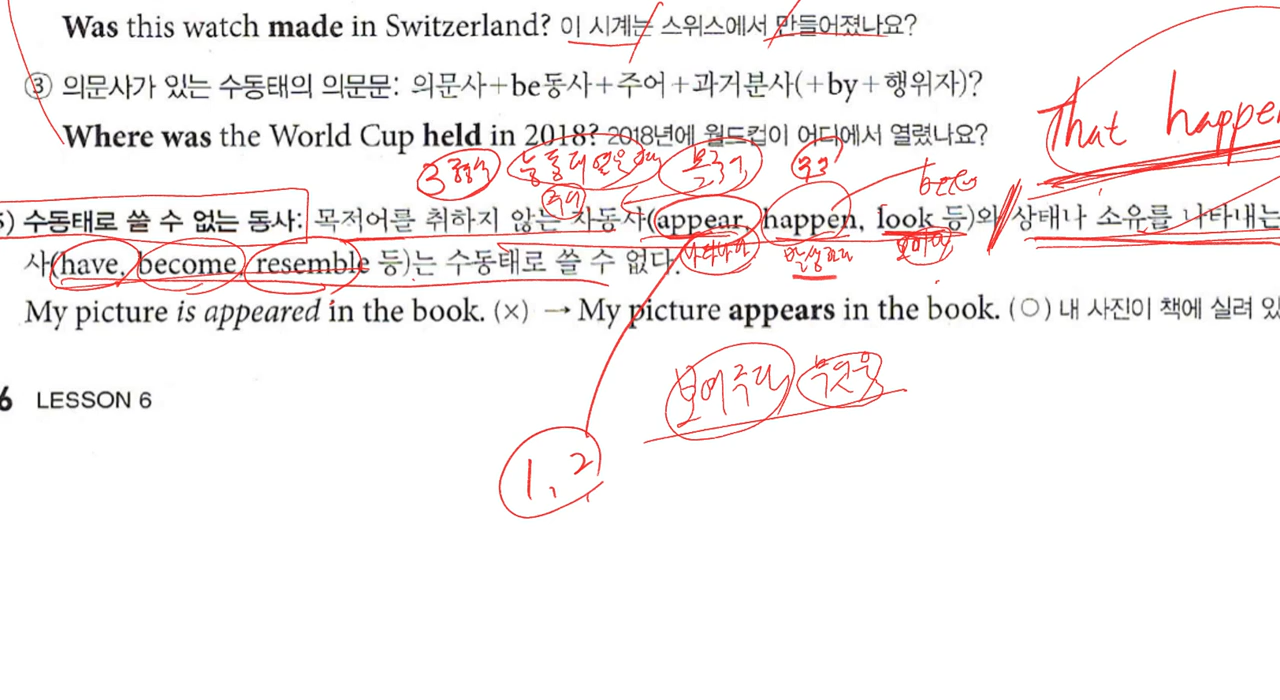 Was this watch made in Switzerland? 이 시계는 스위스에서 만들어졌나요?
③ 의문사가 있는 수동태의 의문문: 의문사+be동사+주어+과거분사(+by+행위자)?
Where was the World Cup held in 2018? 2018년에 월드컵이 어디에서 열렸나요?
That happe
3형식
5) 수동태로 쓸 수 없는 동사: 목적어를 취하지 않는 자동사(appear, happen, look 등)와 상태나 소유를 나타내는
사(have, become, resemble 등)는 수동태로 쓸 수 없다.
My picture is appeared in the book. (×) → My picture appears in the book. (○) 내 사진이 책에 실려 있
보여주다 무엇을
6 LESSON 6
1, 2